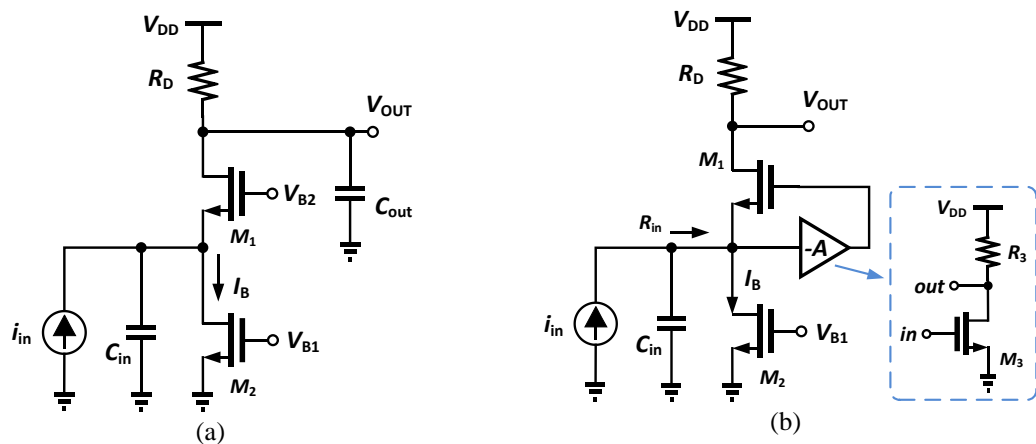 VDD
RD
VOUT
VB2
Cout
M1
IB
iin
Cin
VB1
M2
(a)
VDD
RD
VOUT
M1
Rin
-A
IB
iin
Cin
VB1
M2
(b)
VDD
R3
out
in
M3